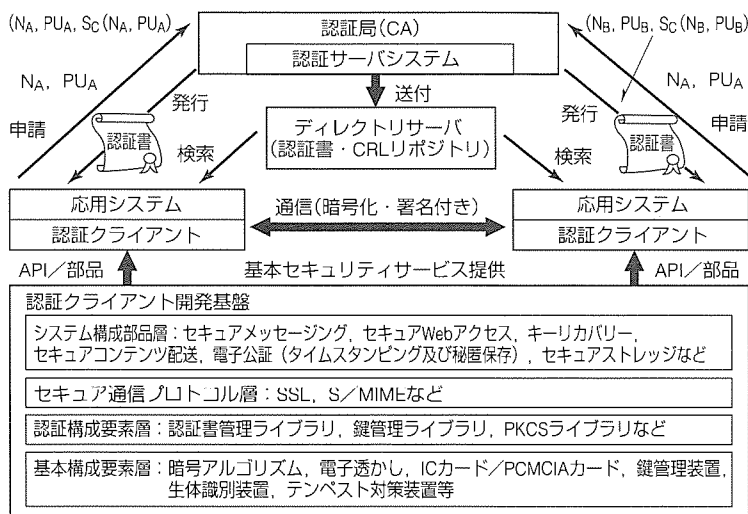 (NA, PUA, SC(NA, PUA)
認証局(CA)
(NB, PUB, SC(NB, PUB)
認証サーバシステム
NA, PUA
NA, PUA
発行
送付
発行
申請
認証書
ディレクトリサーバ
認証書
申請
検索
(認証書・CRLリポジトリ)
検索
応用システム
通信(暗号化・署名付き)
応用システム
認証クライアント
認証クライアント
API/部品
基本セキュリティサービス提供
API/部品
認証クライアント開発基盤
システム構成部品層:セキュアメッセージング,セキュアWebアクセス,キーリカバリー,
セキュアコンテンツ配送,電子公証(タイムスタンピング及び秘匿保存),セキュアストレッジなど
セキュア通信プロトコル層:SSL, S/MIMEなど
認証構成要素層:認証書管理ライブラリ,鍵管理ライブラリ,PKCSライブラリなど
基本構成要素層:暗号アルゴリズム,電子透かし,ICカード/PCMCIAカード,鍵管理装置,
生体識別装置,テンペスト対策装置等